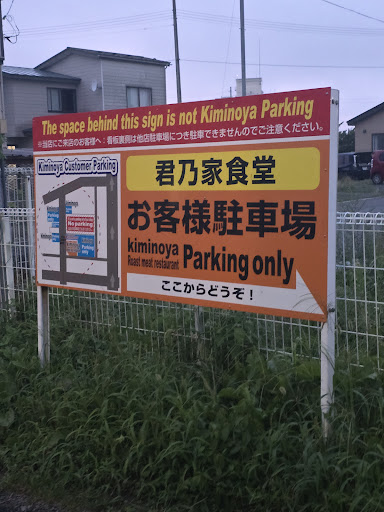 The space behind this sign is not Kiminoya Parking
※当店にご来店のお客様へ：看板裏側は他店駐車場につき駐車できませんのでご注意ください。
Kiminoya Customer Parking
No parking
君乃家食堂
お客様駐車場
kiminoya
Roast meat restaurant
Parking only
ここからどうぞ！